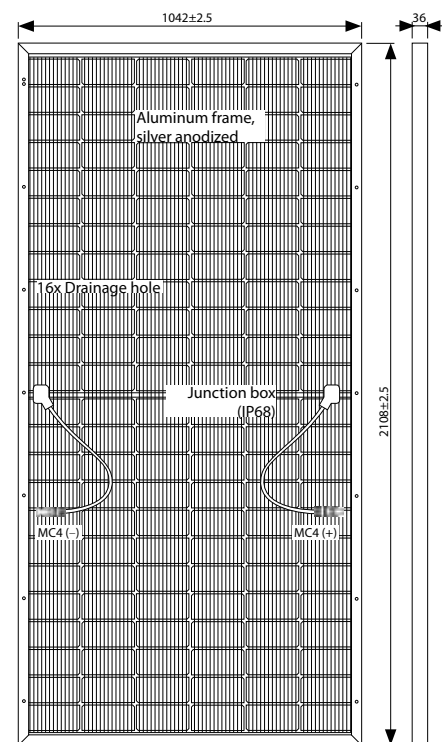 1042±2.5
36
Aluminum frame,
silver anodized
16x Drainage hole
Junction box
(IP68)
2108±2.5
MC4 (–)
MC4 (+)